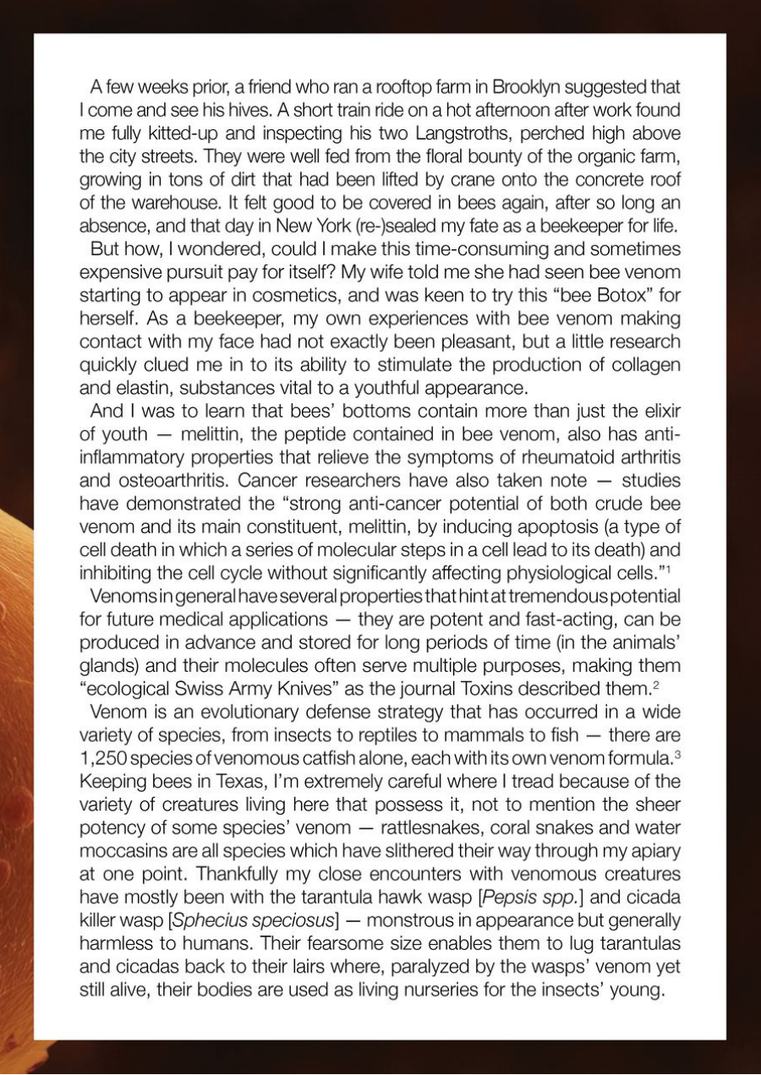 A few weeks prior, a friend who ran a rooftop farm in Brooklyn suggested that
I come and see his hives. A short train ride on a hot afternoon after work found
me fully kitted-up and inspecting his two Langstroths, perched high above
the city streets. They were well fed from the floral bounty of the organic farm,
growing in tons of dirt that had been lifted by crane onto the concrete roof
of the warehouse. It felt good to be covered in bees again, after so long an
absence, and that day in New York (re-)sealed my fate as a beekeeper for life.
But how, I wondered, could I make this time-consuming and sometimes
expensive pursuit pay for itself? My wife told me she had seen bee venom
starting to appear in cosmetics, and was keen to try this “bee Botox” for
herself. As a beekeeper, my own experiences with bee venom making
contact with my face had not exactly been pleasant, but a little research
quickly clued me in to its ability to stimulate the production of collagen
and elastin, substances vital to a youthful appearance.
And I was to learn that bees’ bottoms contain more than just the elixir
of youth — melittin, the peptide contained in bee venom, also has anti-
inflammatory properties that relieve the symptoms of rheumatoid arthritis
and osteoarthritis. Cancer researchers have also taken note — studies
have demonstrated the “strong anti-cancer potential of both crude bee
venom and its main constituent, melittin, by inducing apoptosis (a type of
cell death in which a series of molecular steps in a cell lead to its death) and
inhibiting the cell cycle without significantly affecting physiological cells.”¹
Venoms in general have several properties that hint at tremendous potential
for future medical applications — they are potent and fast-acting, can be
produced in advance and stored for long periods of time (in the animals’
glands) and their molecules often serve multiple purposes, making them
“ecological Swiss Army Knives” as the journal Toxins described them.²
Venom is an evolutionary defense strategy that has occurred in a wide
variety of species, from insects to reptiles to mammals to fish — there are
1,250 species of venomous catfish alone, each with its own venom formula.³
Keeping bees in Texas, I’m extremely careful where I tread because of the
variety of creatures living here that possess it, not to mention the sheer
potency of some species’ venom — rattlesnakes, coral snakes and water
moccasins are all species which have slithered their way through my apiary
at one point. Thankfully my close encounters with venomous creatures
have mostly been with the tarantula hawk wasp [Pepsis spp.] and cicada
killer wasp [Sphecius speciosus] — monstrous in appearance but generally
harmless to humans. Their fearsome size enables them to lug tarantulas
and cicadas back to their lairs where, paralyzed by the wasps’ venom yet
still alive, their bodies are used as living nurseries for the insects’ young.